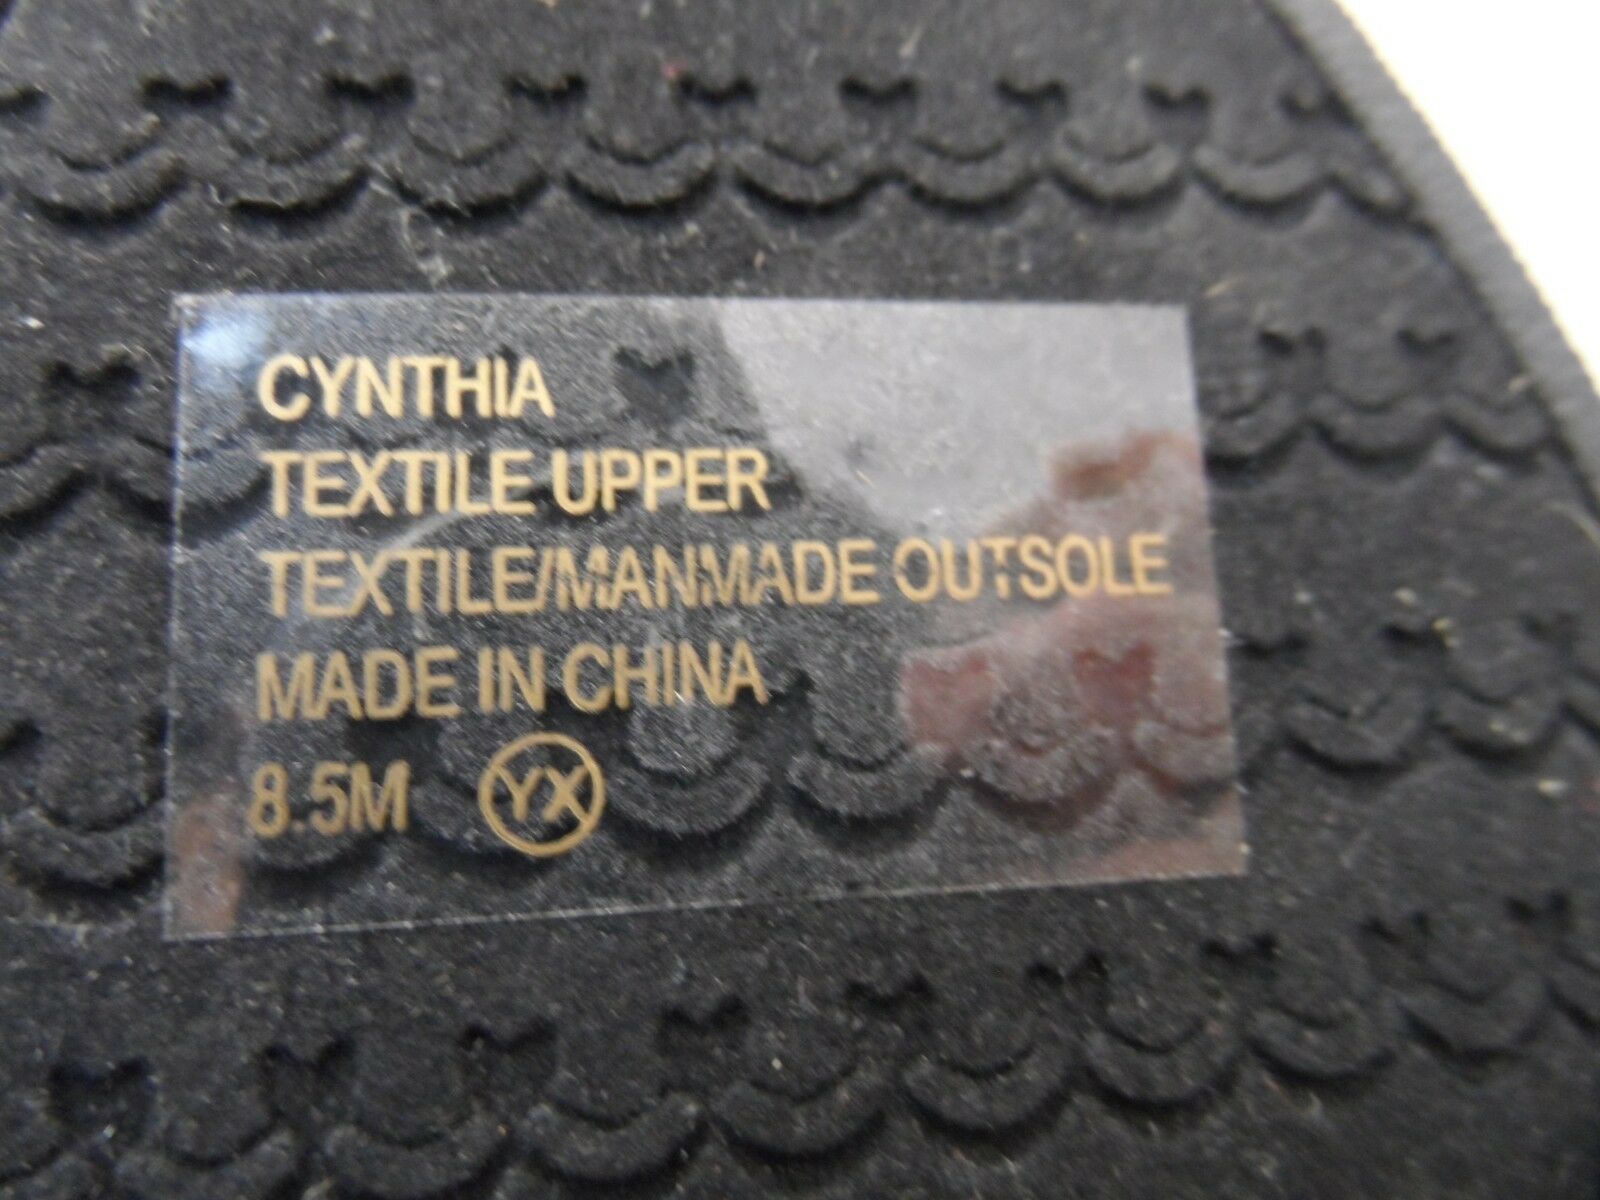 CYNTHIA
TEXTILE UPPER
TEXTILE/MANMADE OUTSOLE
MADE IN CHINA
8.5M YX